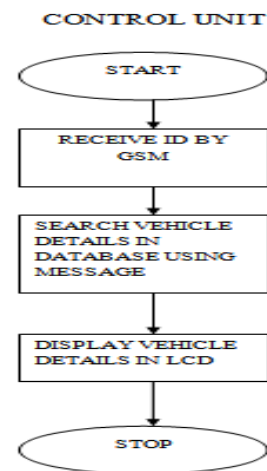 CONTROL UNIT
START
RECEIVE ID BY
GSM
SEARCH VEHICLE
DETAILS IN
DATABASE USING
MESSAGE
DISPLAY VEHICLE
DETAILS IN LCD
STOP